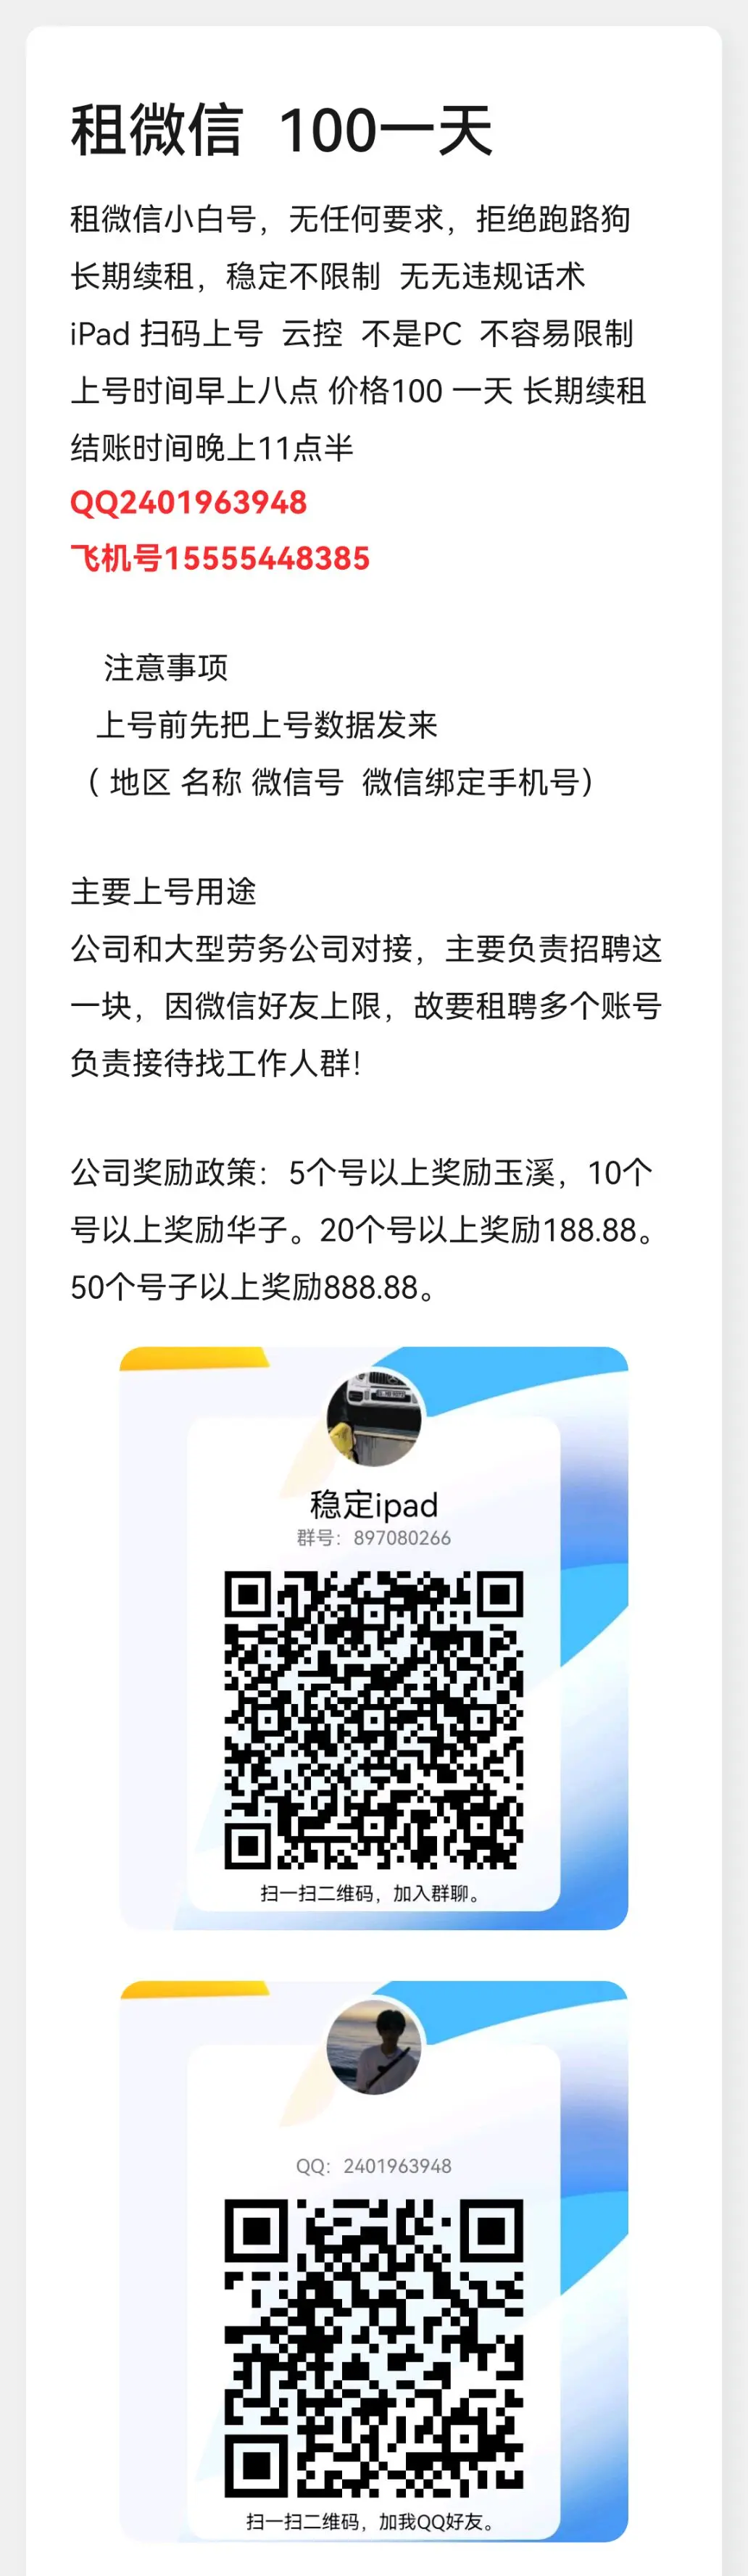 租微信 100一天
租微信小白号，无任何要求，拒绝跑路狗
长期续租，稳定不限制 无无违规话术
iPad 扫码上号 云控 不是PC 不容易限制
上号时间早上八点 价格100 一天 长期续租
结账时间晚上11点半
QQ2401963948
飞机号15555448385
注意事项
上号前先把上号数据发来
（ 地区 名称 微信号 微信绑定手机号）
主要上号用途
公司和大型劳务公司对接，主要负责招聘这
一块，因微信好友上限，故要租聘多个账号
负责接待找工作人群！
公司奖励政策：5个号以上奖励玉溪，10个
号以上奖励华子。20个号以上奖励188.88。
50个号子以上奖励888.88。
稳定ipad
群号：897080266
扫一扫二维码，加入群聊。
QQ：2401963948
扫一扫二维码，加我QQ好友。